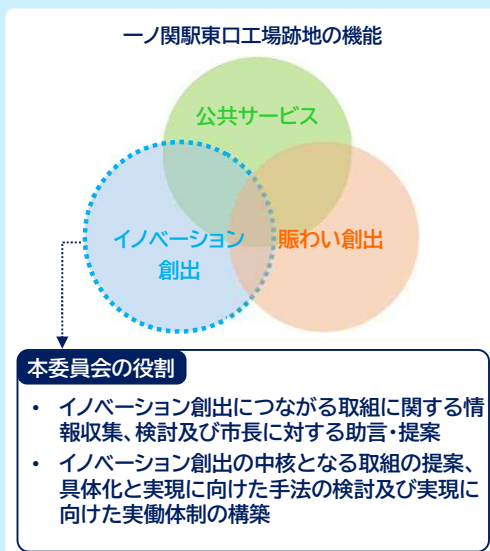 一ノ関駅東口工場跡地の機能
公共サービス
イノベーション
創出
賑わい創出
本委員会の役割
・ イノベーション創出につながる取組に関する情
報収集、検討及び市長に対する助言・提案
・ イノベーション創出の中核となる取組の提案、
具体化と実現に向けた手法の検討及び実現に
向けた実働体制の構築